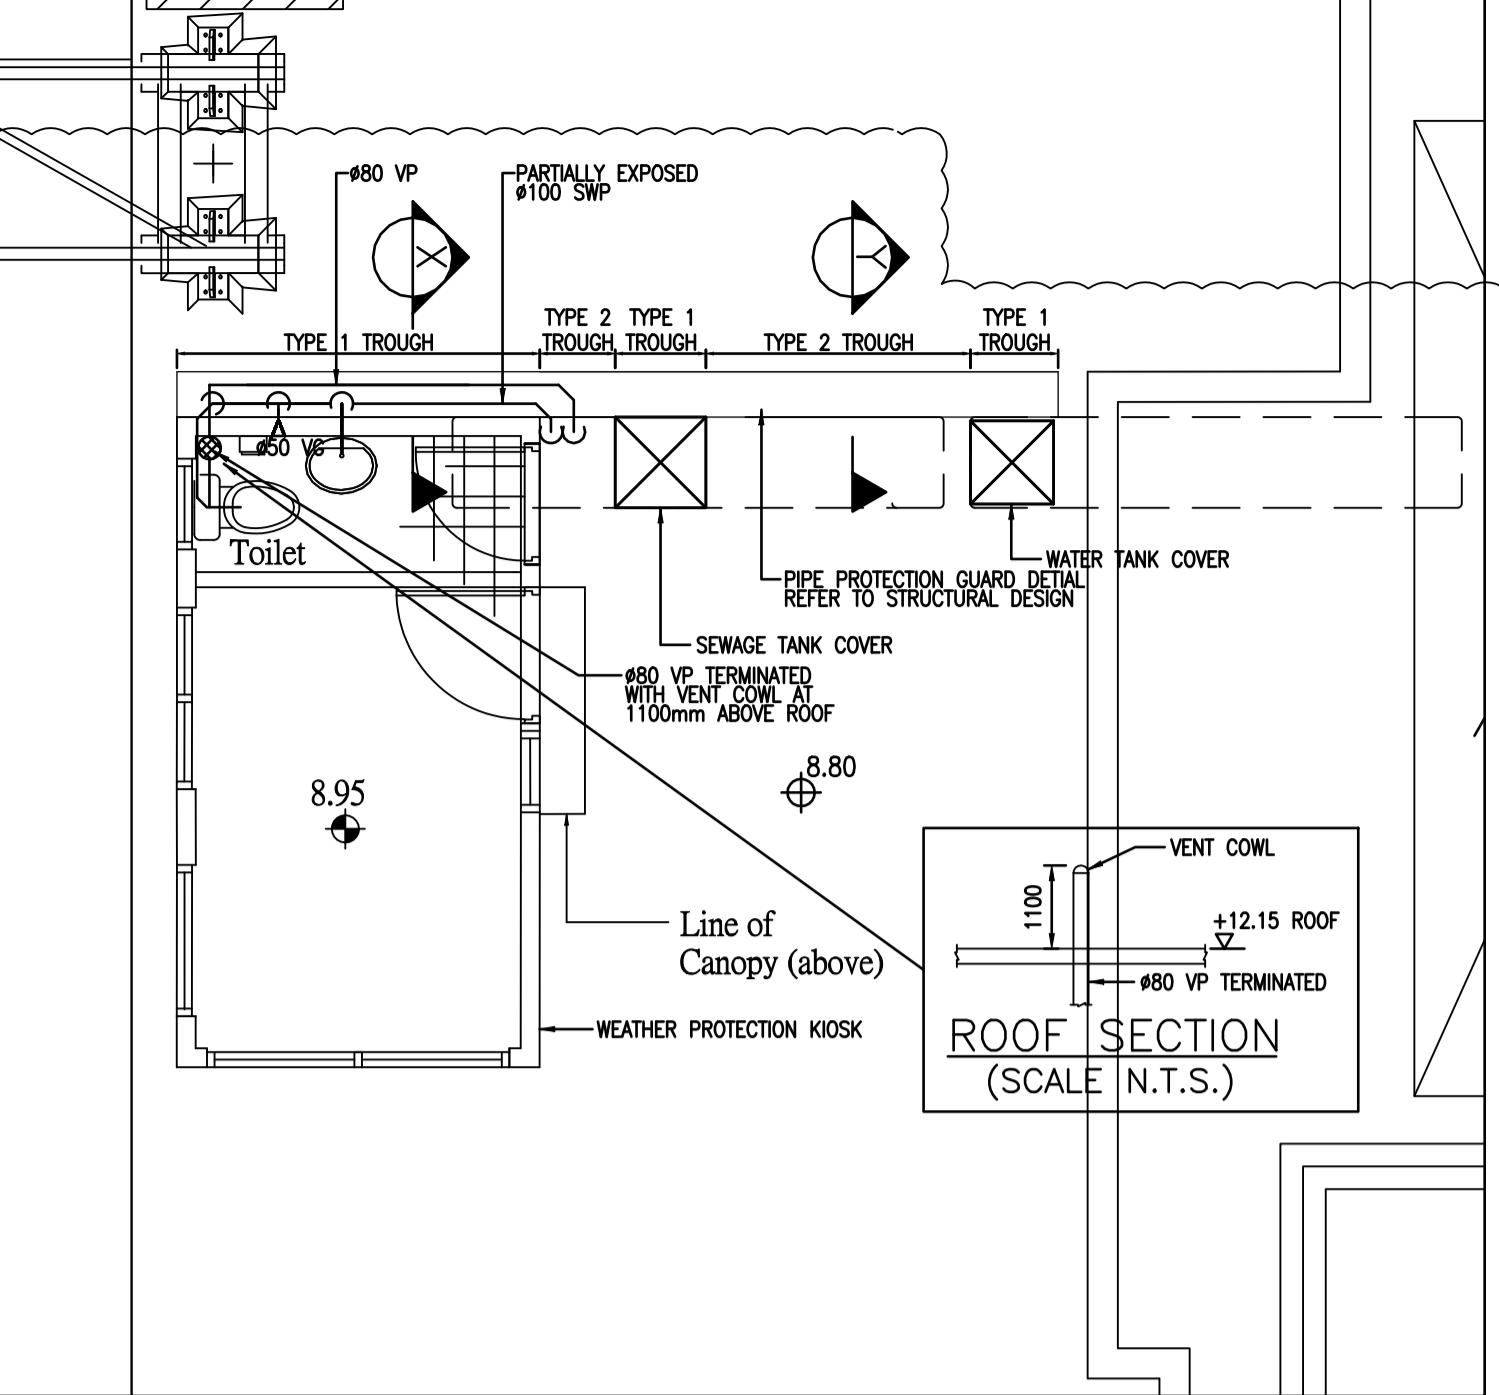 ø80 VP
PARTIALLY EXPOSED
ø100 SWP
X
Y
TYPE 1 TROUGH
TYPE 2
TROUGH
TYPE 1
TROUGH
TYPE 2 TROUGH
TYPE 1
TROUGH
ø50 VG
Toilet
WATER TANK COVER
PIPE PROTECTION GUARD DETIAL
REFER TO STRUCTURAL DESIGN
SEWAGE TANK COVER
ø80 VP TERMINATED
WITH VENT COWL AT
1100mm ABOVE ROOF
8.95
8.80
Line of
Canopy (above)
WEATHER PROTECTION KIOSK
VENT COWL
1100
+12.15 ROOF
ø80 VP TERMINATED
ROOF SECTION
(SCALE N.T.S.)